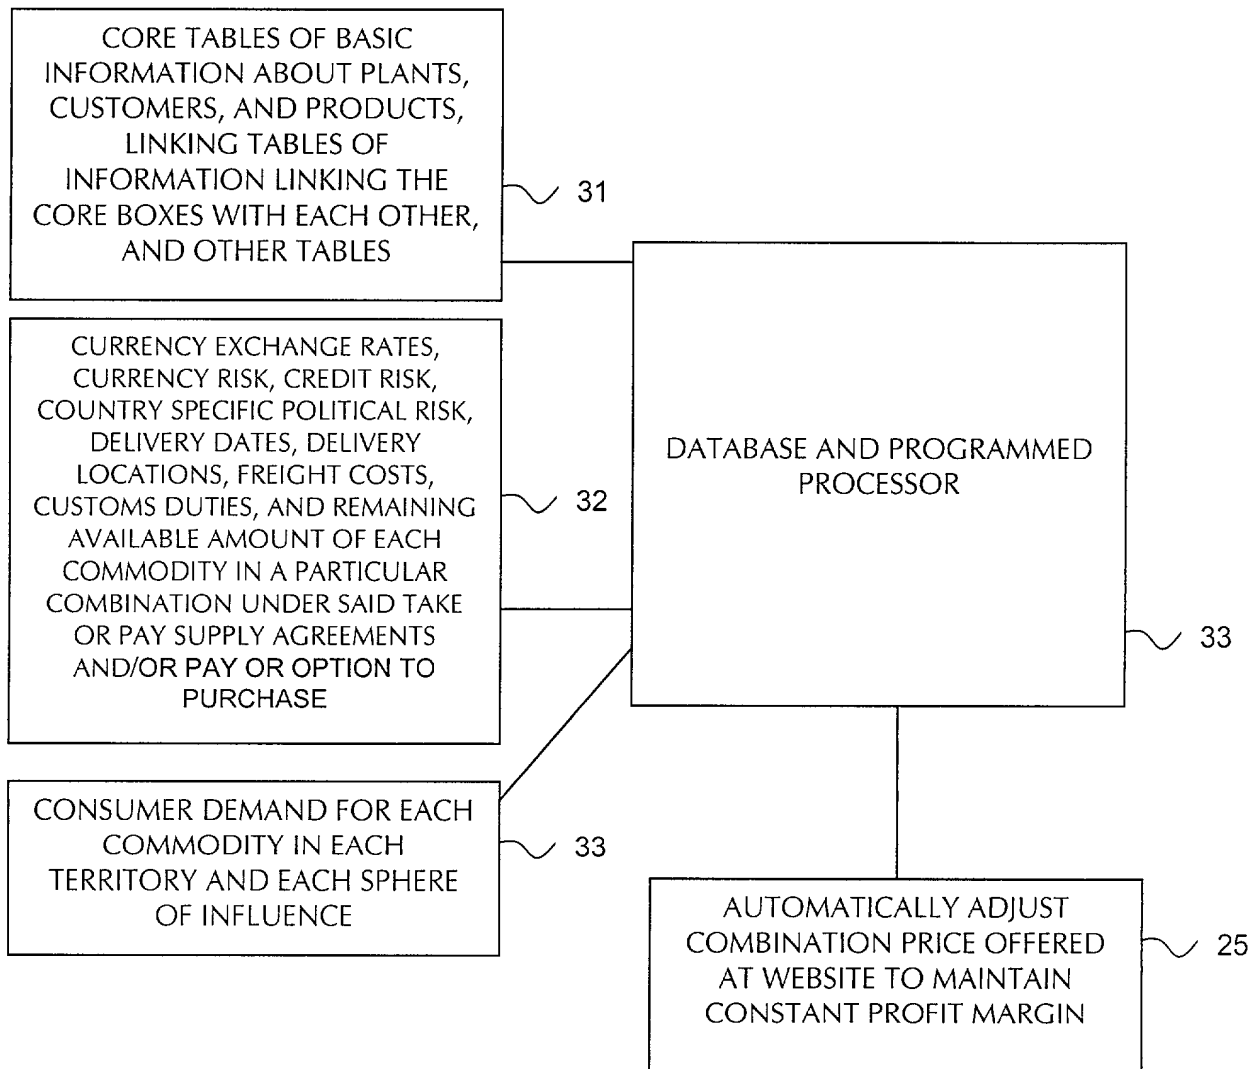 CORE TABLES OF BASIC
INFORMATION ABOUT PLANTS,
CUSTOMERS, AND PRODUCTS,
LINKING TABLES OF
INFORMATION LINKING THE
CORE BOXES WITH EACH OTHER,
AND OTHER TABLES
31
CURRENCY EXCHANGE RATES,
CURRENCY RISK, CREDIT RISK,
COUNTRY SPECIFIC POLITICAL RISK,
DELIVERY DATES, DELIVERY
LOCATIONS, FREIGHT COSTS,
CUSTOMS DUTIES, AND REMAINING
AVAILABLE AMOUNT OF EACH
COMMODITY IN A PARTICULAR
COMBINATION UNDER SAID TAKE
OR PAY SUPPLY AGREEMENTS
AND/OR PAY OR OPTION TO
PURCHASE
32
DATABASE AND PROGRAMMED
PROCESSOR
33
CONSUMER DEMAND FOR EACH
COMMODITY IN EACH
TERRITORY AND EACH SPHERE
OF INFLUENCE
33
AUTOMATICALLY ADJUST
COMBINATION PRICE OFFERED
AT WEBSITE TO MAINTAIN
CONSTANT PROFIT MARGIN
25